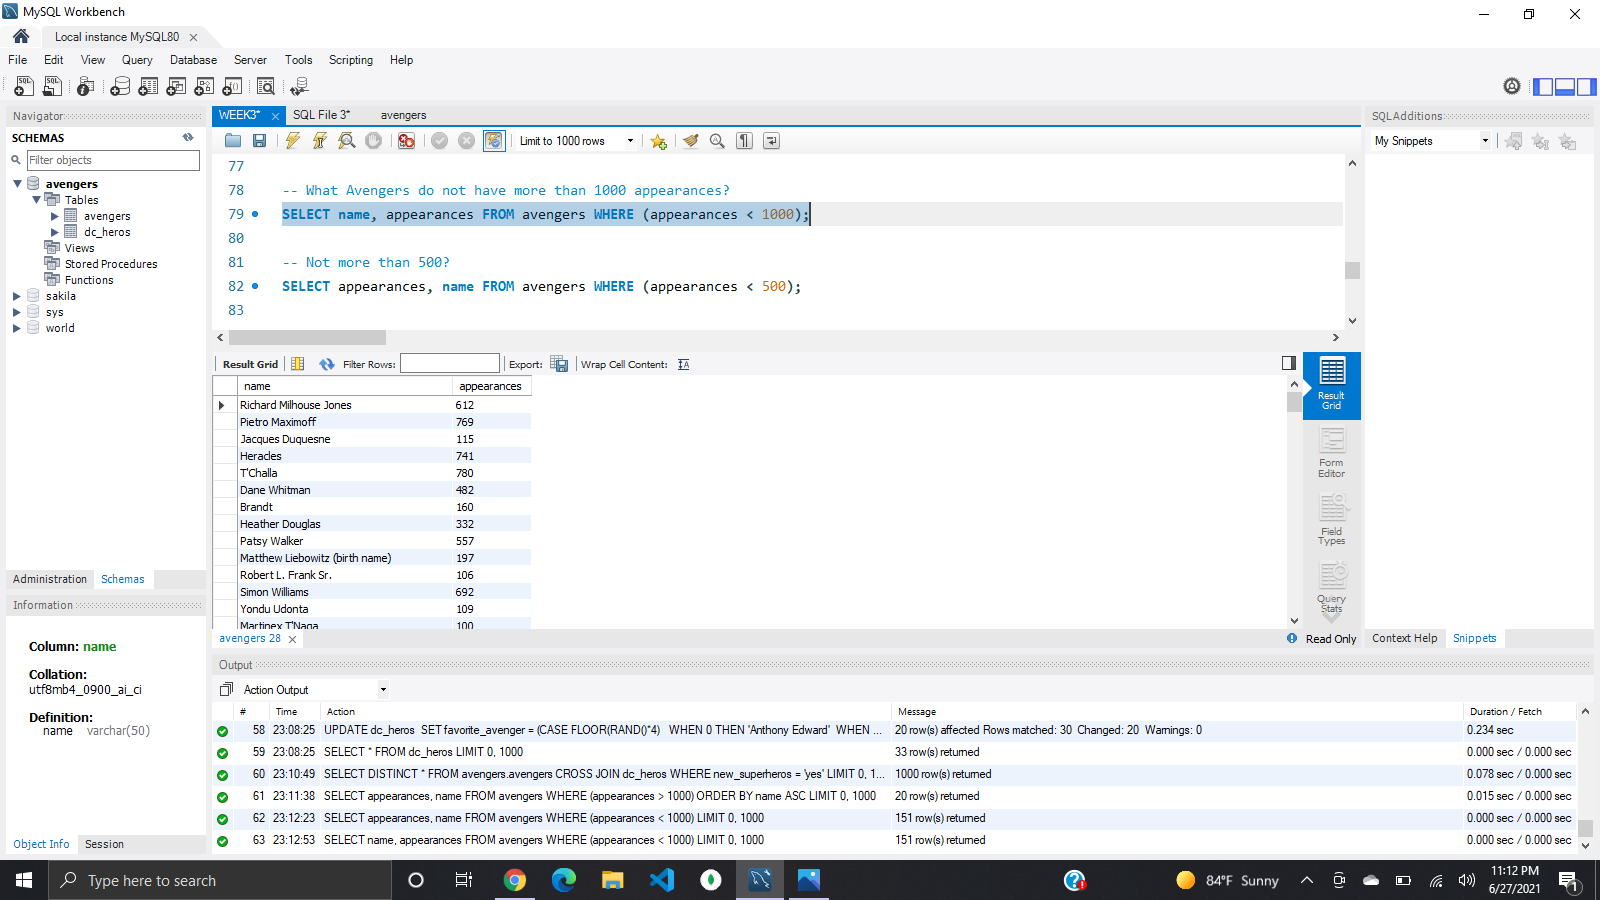 MySQL Workbench
Local instance MySQL80
File Edit View Query Database Server Tools Scripting Help
Navigator
SCHEMAS
Filter objects
avengers
Tables
avengers
dc_heros
Views
Stored Procedures
Functions
sakila
sys
world
Administration Schemas
Information
Column: name
Collation:
utf8mb4_0900_ai_ci
Definition:
name varchar(50)
Object Info Session
WEEK3* SQL File 3* avengers
Limit to 1000 rows
77
78 -- What Avengers do not have more than 1000 appearances?
79 SELECT name, appearances FROM avengers WHERE (appearances < 1000);
80
81 -- Not more than 500?
82 SELECT appearances, name FROM avengers WHERE (appearances < 500);
83
Result Grid Filter Rows: Export: Wrap Cell Content:
name appearances
Richard Milhouse Jones 612
Pietro Maximoff 769
Jacques Duquesne 115
Heracles 741
T'Challa 780
Dane Whitman 482
Brandt 160
Heather Douglas 332
Patsy Walker 557
Matthew Liebowitz (birth name) 197
Robert L. Frank Sr. 106
Simon Williams 692
Yondu Udonta 109
Martinex T'Naga 100
Result
Grid
Form
Editor
Field
Types
Query
Stats
avengers 28
Read Only
SQLAdditions
My Snippets
Context Help Snippets
Output
Action Output
# Time Action Message Duration / Fetch
58 23:08:25 UPDATE dc_heros SET favorite_avenger = (CASE FLOOR(RAND()*4) WHEN 0 THEN 'Anthony Edward' WHEN ... 20 row(s) affected Rows matched: 30 Changed: 20 Warnings: 0 0.234 sec
59 23:08:25 SELECT * FROM dc_heros LIMIT 0, 1000 33 row(s) returned 0.000 sec / 0.000 sec
60 23:10:49 SELECT DISTINCT * FROM avengers.avengers CROSS JOIN dc_heros WHERE new_superheros = 'yes' LIMIT 0, 1... 1000 row(s) returned 0.078 sec / 0.000 sec
61 23:11:38 SELECT appearances, name FROM avengers WHERE (appearances > 1000) ORDER BY name ASC LIMIT 0, 1000 20 row(s) returned 0.015 sec / 0.000 sec
62 23:12:23 SELECT appearances, name FROM avengers WHERE (appearances < 1000) LIMIT 0, 1000 151 row(s) returned 0.000 sec / 0.000 sec
63 23:12:53 SELECT name, appearances FROM avengers WHERE (appearances < 1000) LIMIT 0, 1000 151 row(s) returned 0.000 sec / 0.000 sec
Type here to search
84°F Sunny
11:12 PM
6/27/2021
1